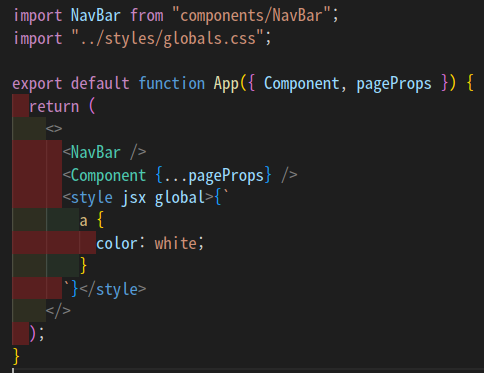 import NavBar from "components/NavBar";
import "../styles/globals.css";

export default function App({ Component, pageProps }) {
  return (
    <>
      <NavBar />
      <Component {...pageProps} />
      <style jsx global>{`
        a {
          color: white;
        }
      `}</style>
    </>
  );
}